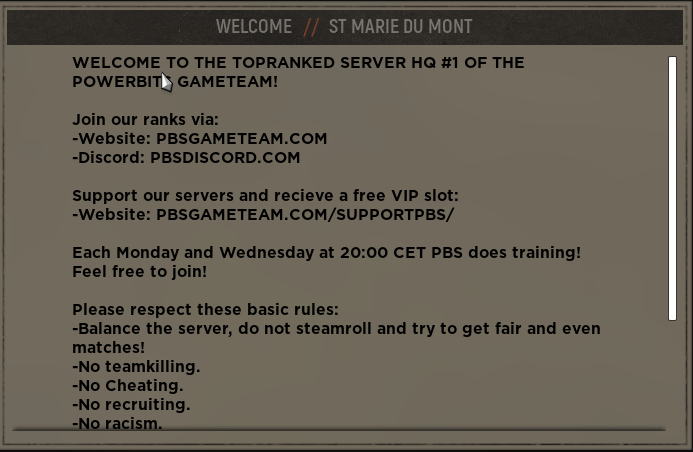 WELCOME // ST MARIE DU MONT
WELCOME TO THE TOPRANKED SERVER HQ #1 OF THE
POWERBITS GAMETEAM!
Join our ranks via:
-Website: PBSGAMETEAM.COM
-Discord: PBSDISCORD.COM
Support our servers and recieve a free VIP slot:
-Website: PBSGAMETEAM.COM/SUPPORTPBS/
Each Monday and Wednesday at 20:00 CET PBS does training!
Feel free to join!
Please respect these basic rules:
-Balance the server, do not steamroll and try to get fair and even
matches!
-No teamkilling.
-No Cheating.
-No recruiting.
-No racism.